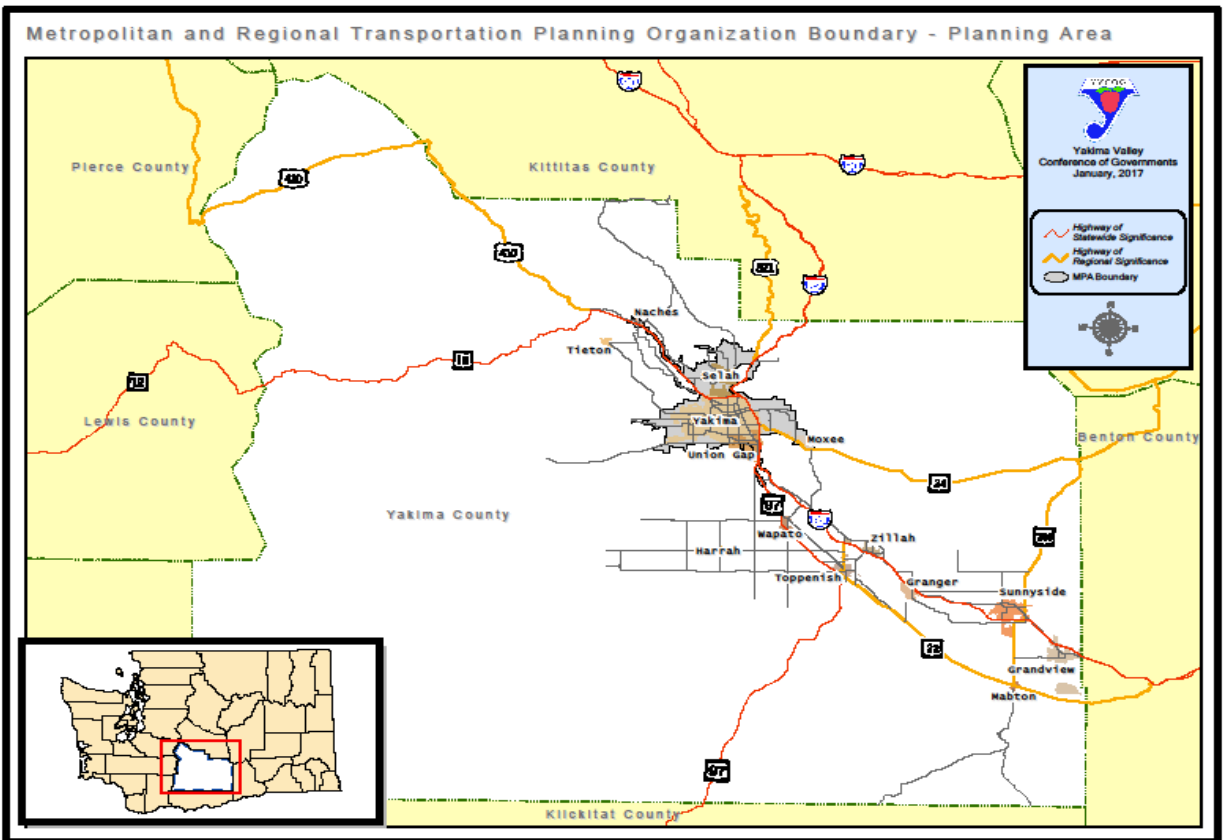 Metropolitan and Regional Transportation Planning Organization Boundary - Planning Area
YVCOG
Yakima Valley
Conference of Governments
January, 2017
Highway of
Statewide Significance
Highway of
Regional Significance
MPA Boundary
Pierce County
Kittitas County
410
410
821
Naches
Tieton
12
12
Selah
Lewis County
Yakima
Moxee
Benton County
Union Gap
24
97
Yakima County
Wapato
Zillah
Harrah
Toppenish
Granger
Sunnyside
22
Grandview
Mabton
97
Klickitat County